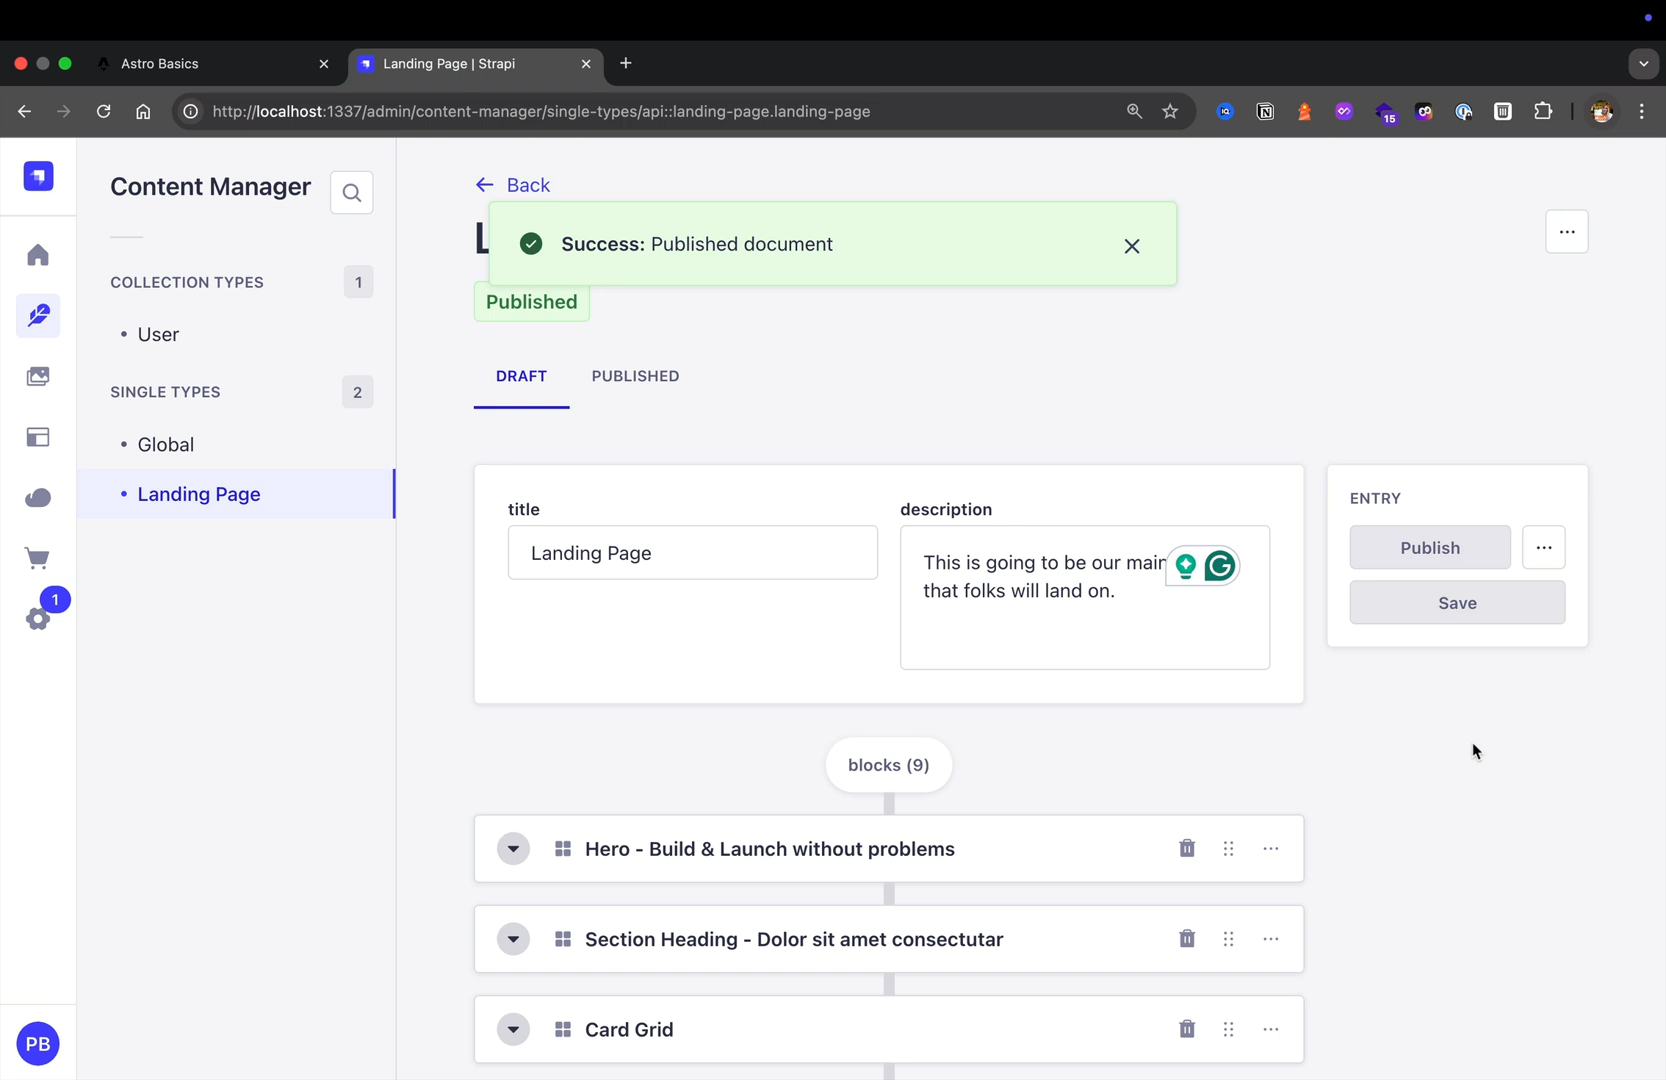 Astro Basics
Landing Page | Strapi
http://localhost:1337/admin/content-manager/single-types/api::landing-page.landing-page
15
Content Manager
COLLECTION TYPES 1
User
SINGLE TYPES 2
Global
Landing Page
1
PB
Back
L
Success: Published document
Published
DRAFT PUBLISHED
title
Landing Page
description
This is going to be our main
that folks will land on.
ENTRY
Publish
Save
blocks (9)
Hero - Build & Launch without problems
Section Heading - Dolor sit amet consectutar
Card Grid